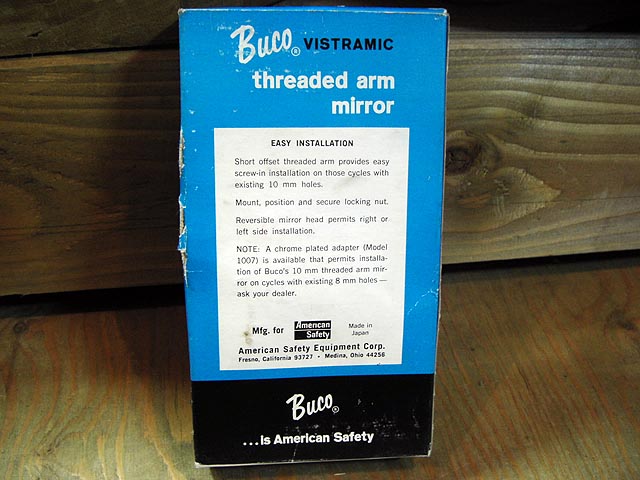 Buco® VISTRAMIC
threaded arm
mirror
EASY INSTALLATION
Short offset threaded arm provides easy
screw-in installation on those cycles with
existing 10 mm holes.
Mount, position and secure locking nut.
Reversible mirror head permits right or
left side installation.
NOTE: A chrome plated adapter (Model
1007) is available that permits installa-
tion of Buco's 10 mm threaded arm mir-
ror on cycles with existing 8 mm holes —
ask your dealer.
Mfg. for American Safety Made in Japan
American Safety Equipment Corp.
Fresno, California 93727 • Medina, Ohio 44256
Buco®
...is American Safety